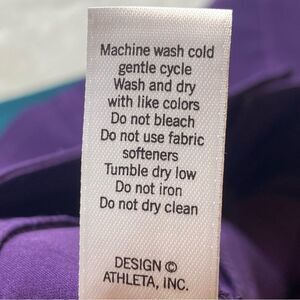 Machine wash cold
gentle cycle
Wash and dry
with like colors
Do not bleach
Do not use fabric
softeners
Tumble dry low
Do not iron
Do not dry clean
DESIGN ©
ATHLETA, INC.